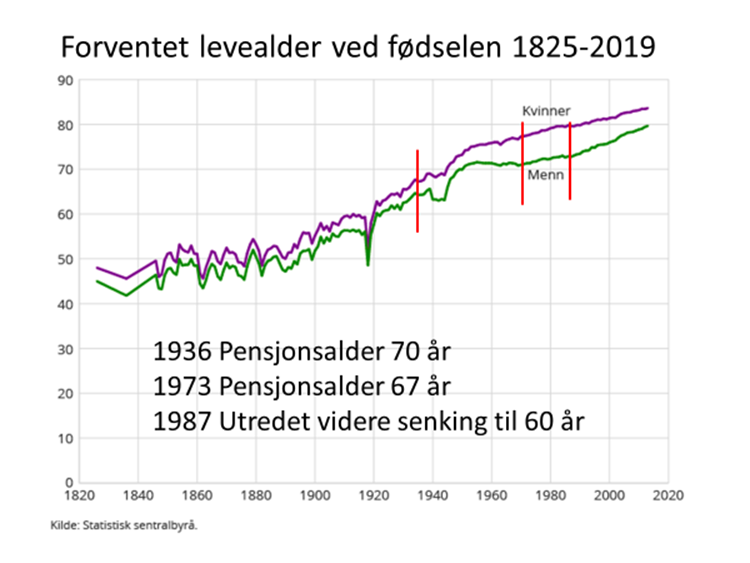 Forventet levealder ved fødselen 1825-2019
90
80
70
60
50
40
30
20
10
0
Kvinner
Menn
1936 Pensjonsalder 70 år
1973 Pensjonsalder 67 år
1987 Utredet videre senking til 60 år
1820 1840 1860 1880 1900 1920 1940 1960 1980 2000 2020
Kilde: Statistisk sentralbyrå.